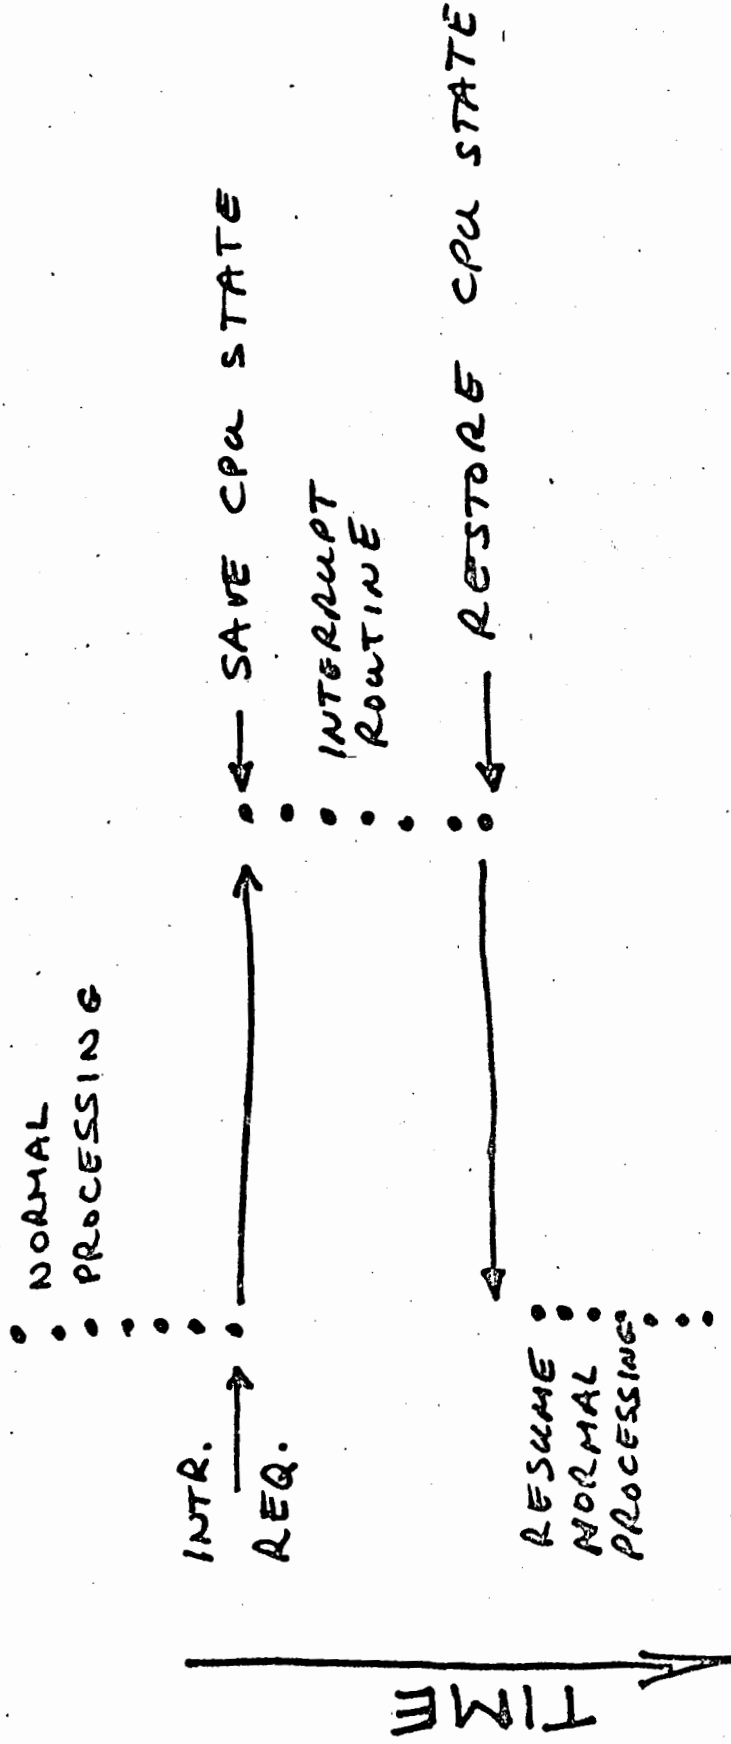 NORMAL
PROCESSING
INTR.
REQ.
SAVE CPU STATE
INTERRUPT
ROUTINE
RESTORE CPU STATE
RESUME
NORMAL
PROCESSING
TIME